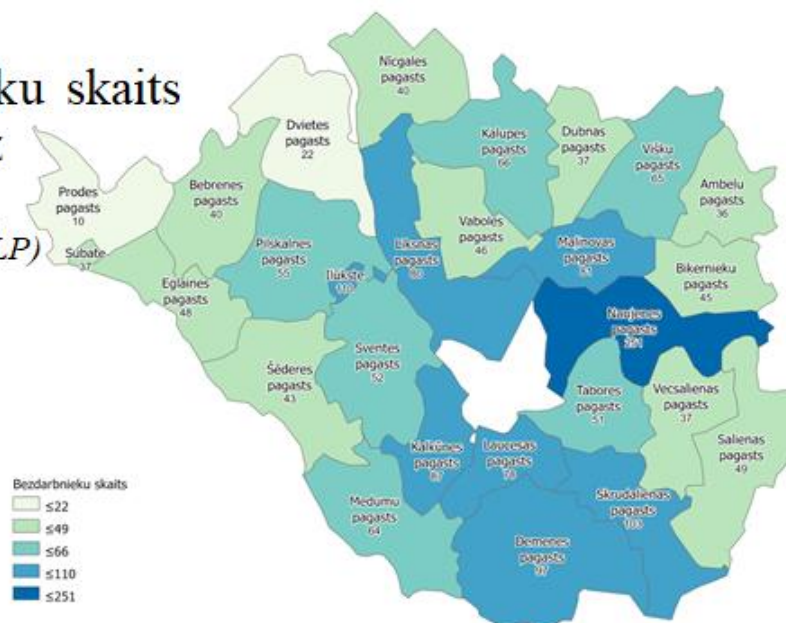 ku skaits
z
LP)
Nīcgales
pagasts
40
Dvietes
pagasts
22
Kalupes
pagasts
66
Dubnas
pagasts
37
Višķu
pagasts
65
Ambeļu
pagasts
36
Prodes
pagasts
10
Bebrenes
pagasts
40
Vaboles
pagasts
46
Subate
37
Pilskalnes
pagasts
55
Ilūkste
110
Līksnas
pagasts
Maļinovas
pagasts
Biķernieku
pagasts
45
Eglaines
pagasts
48
Naujenes
pagasts
251
Sventes
pagasts
52
Šēderes
pagasts
43
Tabores
pagasts
51
Vecsalienas
pagasts
37
Salienas
pagasts
49
Kalkūnes
pagasts
Laucesas
pagasts
78
Medumu
pagasts
64
Skrudalienas
pagasts
103
Demenes
pagasts
97
Bezdarbnieku skaits
≤22
≤49
≤66
≤110
≤251